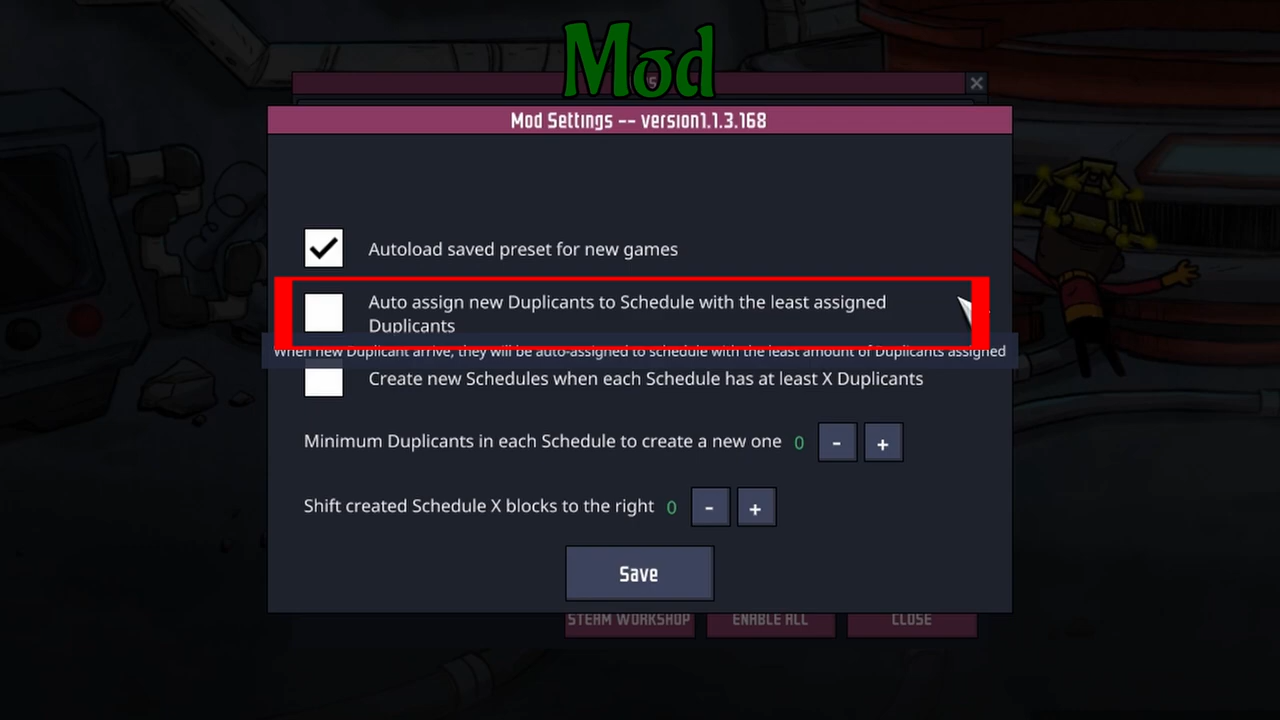 Mod
Mod Settings -- version1.1.3.168
Autoload saved preset for new games
Auto assign new Duplicants to Schedule with the least assigned
Duplicants
When new Duplicant arrive, they will be auto-assigned to schedule with the least amount of Duplicants assigned
Create new Schedules when each Schedule has at least X Duplicants
Minimum Duplicants in each Schedule to create a new one 0 - +
Shift created Schedule X blocks to the right 0 - +
Save
STEAM WORKSHOP ENABLE ALL CLOSE